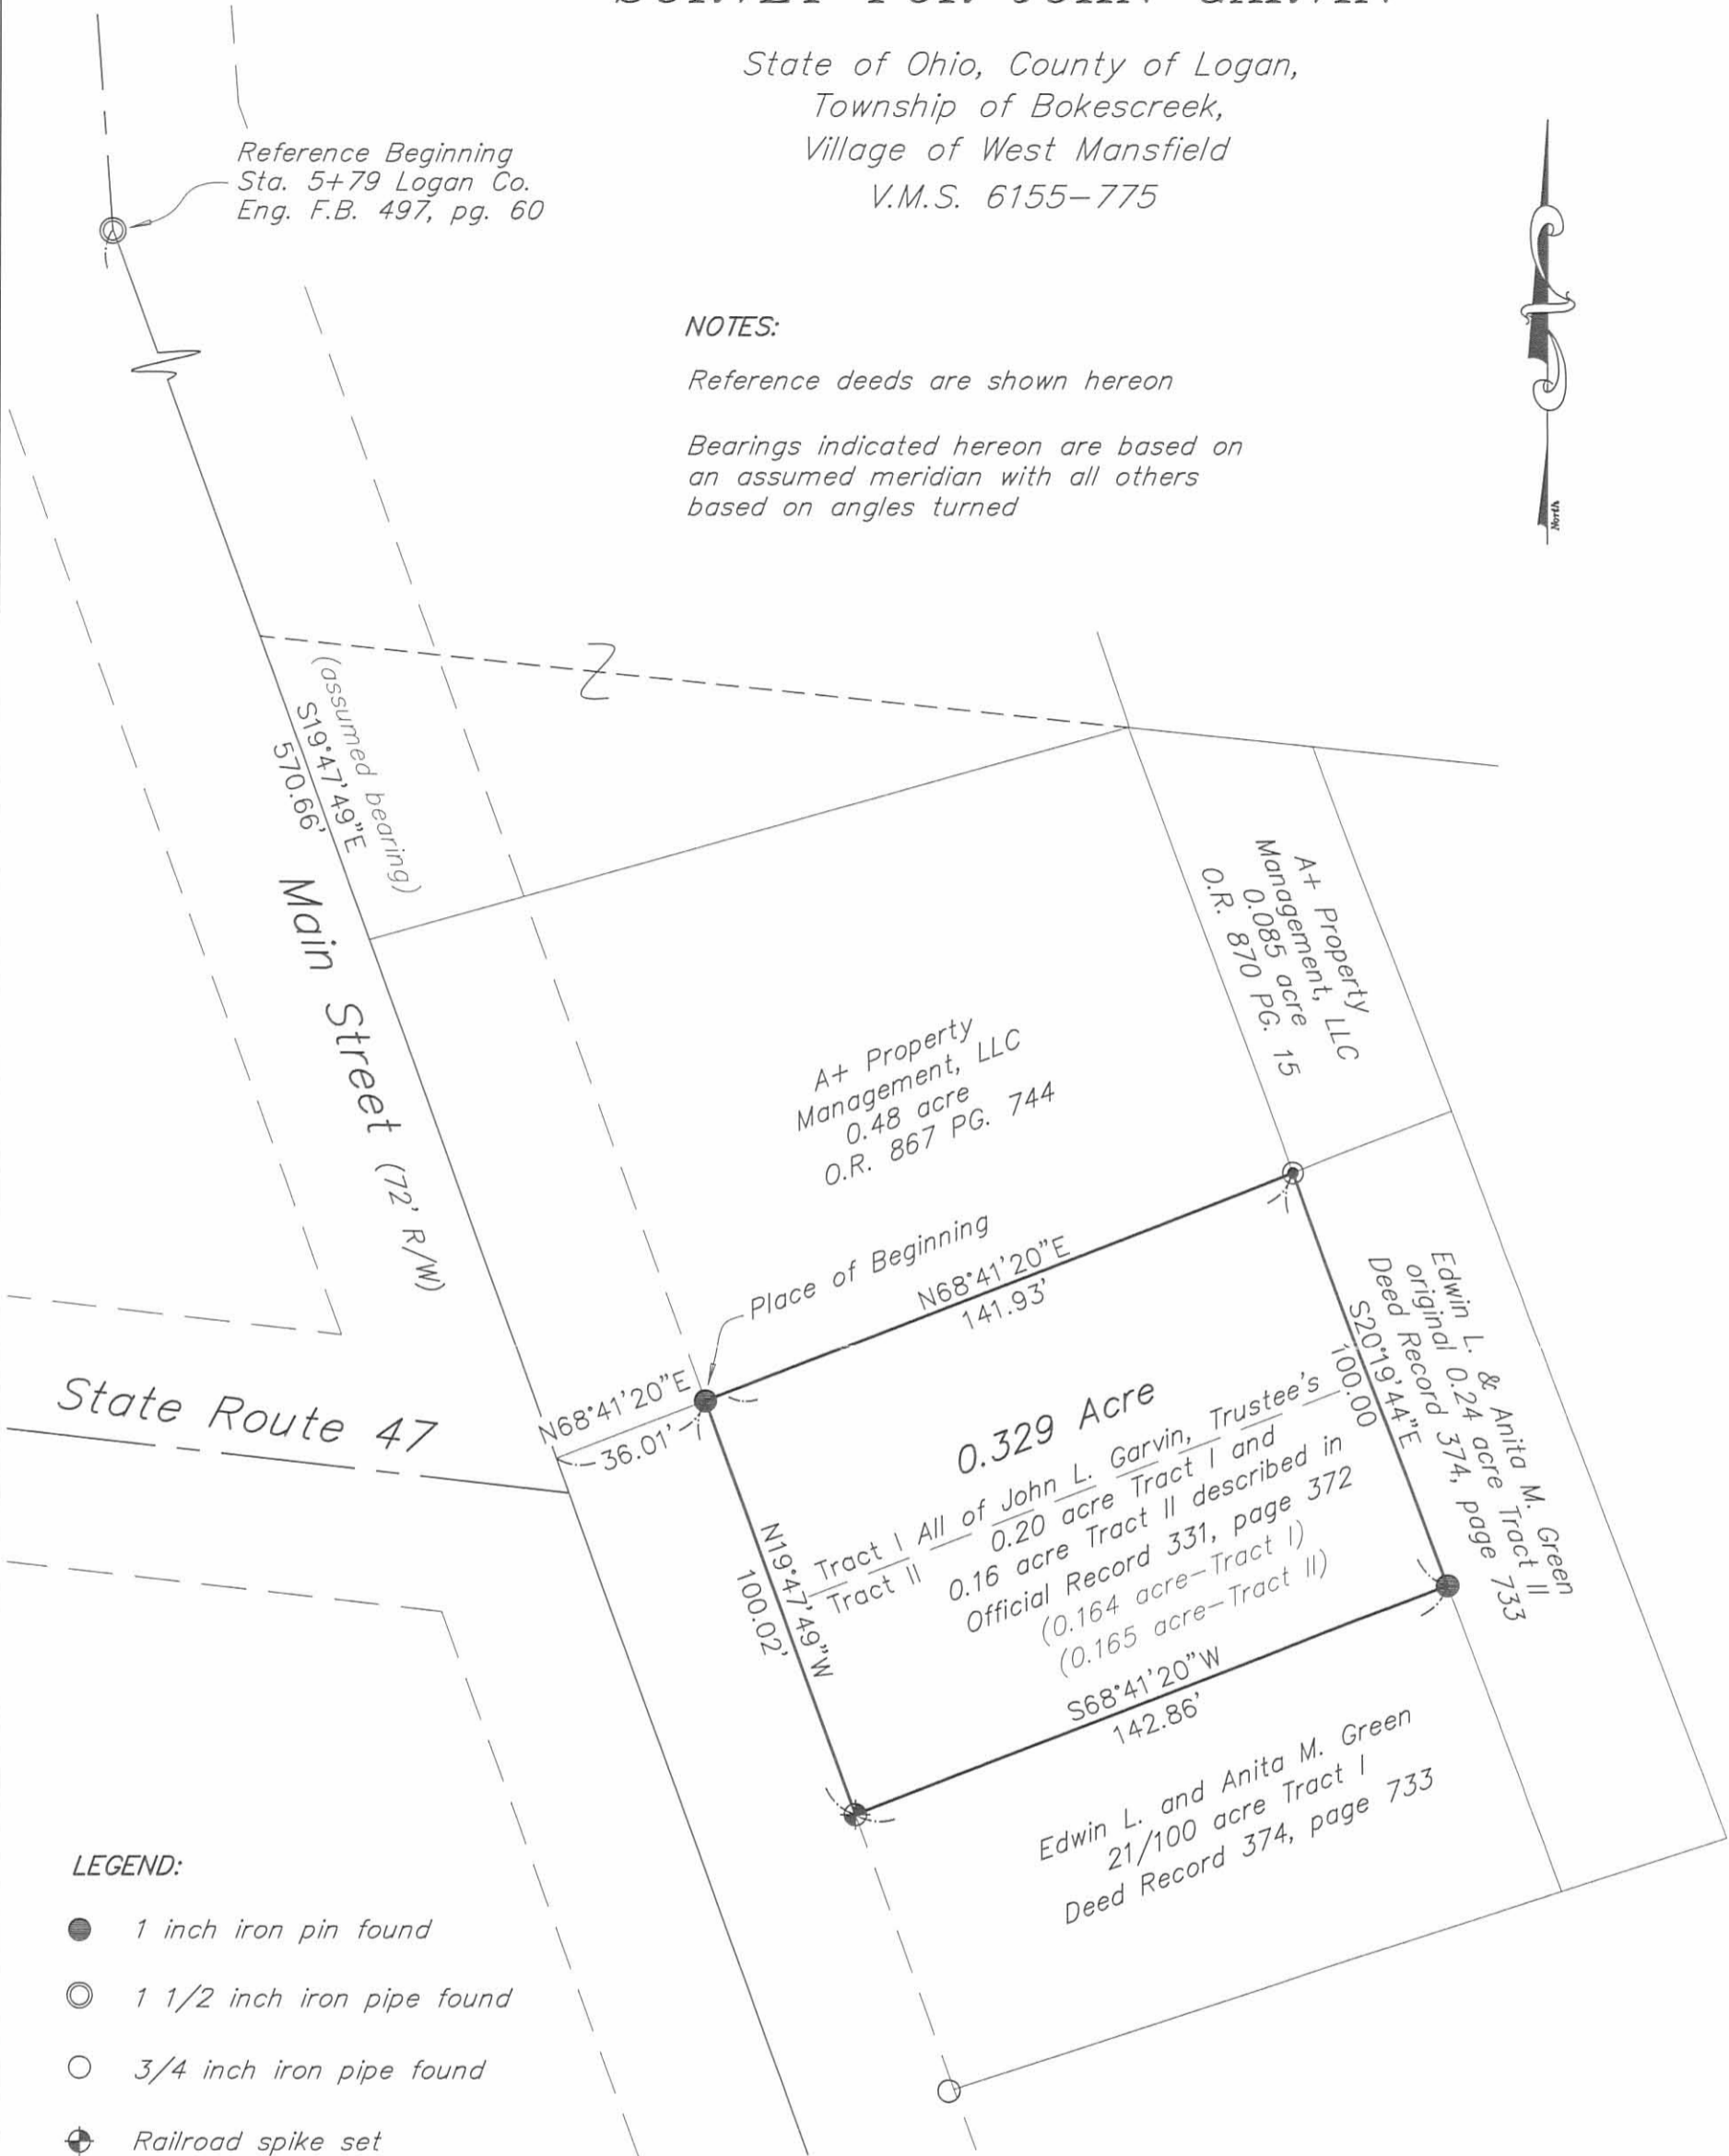 SURVEY FOR JOHN GARVIN
State of Ohio, County of Logan,
Township of Bokescreek,
Village of West Mansfield
V.M.S. 6155-775
Reference Beginning
Sta. 5+79 Logan Co.
Eng. F.B. 497, pg. 60
NOTES:
Reference deeds are shown hereon
Bearings indicated hereon are based on
an assumed meridian with all others
based on angles turned
North
(assumed bearing)
S19°47'49"E
570.66'
Main Street (72' R/W)
A+ Property
Management, LLC
0.085 acre
O.R. 870 PG. 15
A+ Property
Management, LLC
0.48 acre
O.R. 867 PG. 744
Place of Beginning
N68°41'20"E
141.93'
State Route 47
N68°41'20"E
36.01'
0.329 Acre
Tract I All of John L. Garvin, Trustee's
Tract II 0.20 acre Tract I and
0.16 acre Tract II described in
Official Record 331, page 372
(0.164 acre-Tract I)
(0.165 acre-Tract II)
N19°47'49"W
100.02'
S20°19'44"E
100.00
Edwin L. & Anita M. Green
original 0.24 acre Tract II
Deed Record 374, page 733
S68°41'20"W
142.86'
Edwin L. and Anita M. Green
21/100 acre Tract I
Deed Record 374, page 733
LEGEND:
1 inch iron pin found
1 1/2 inch iron pipe found
3/4 inch iron pipe found
Railroad spike set